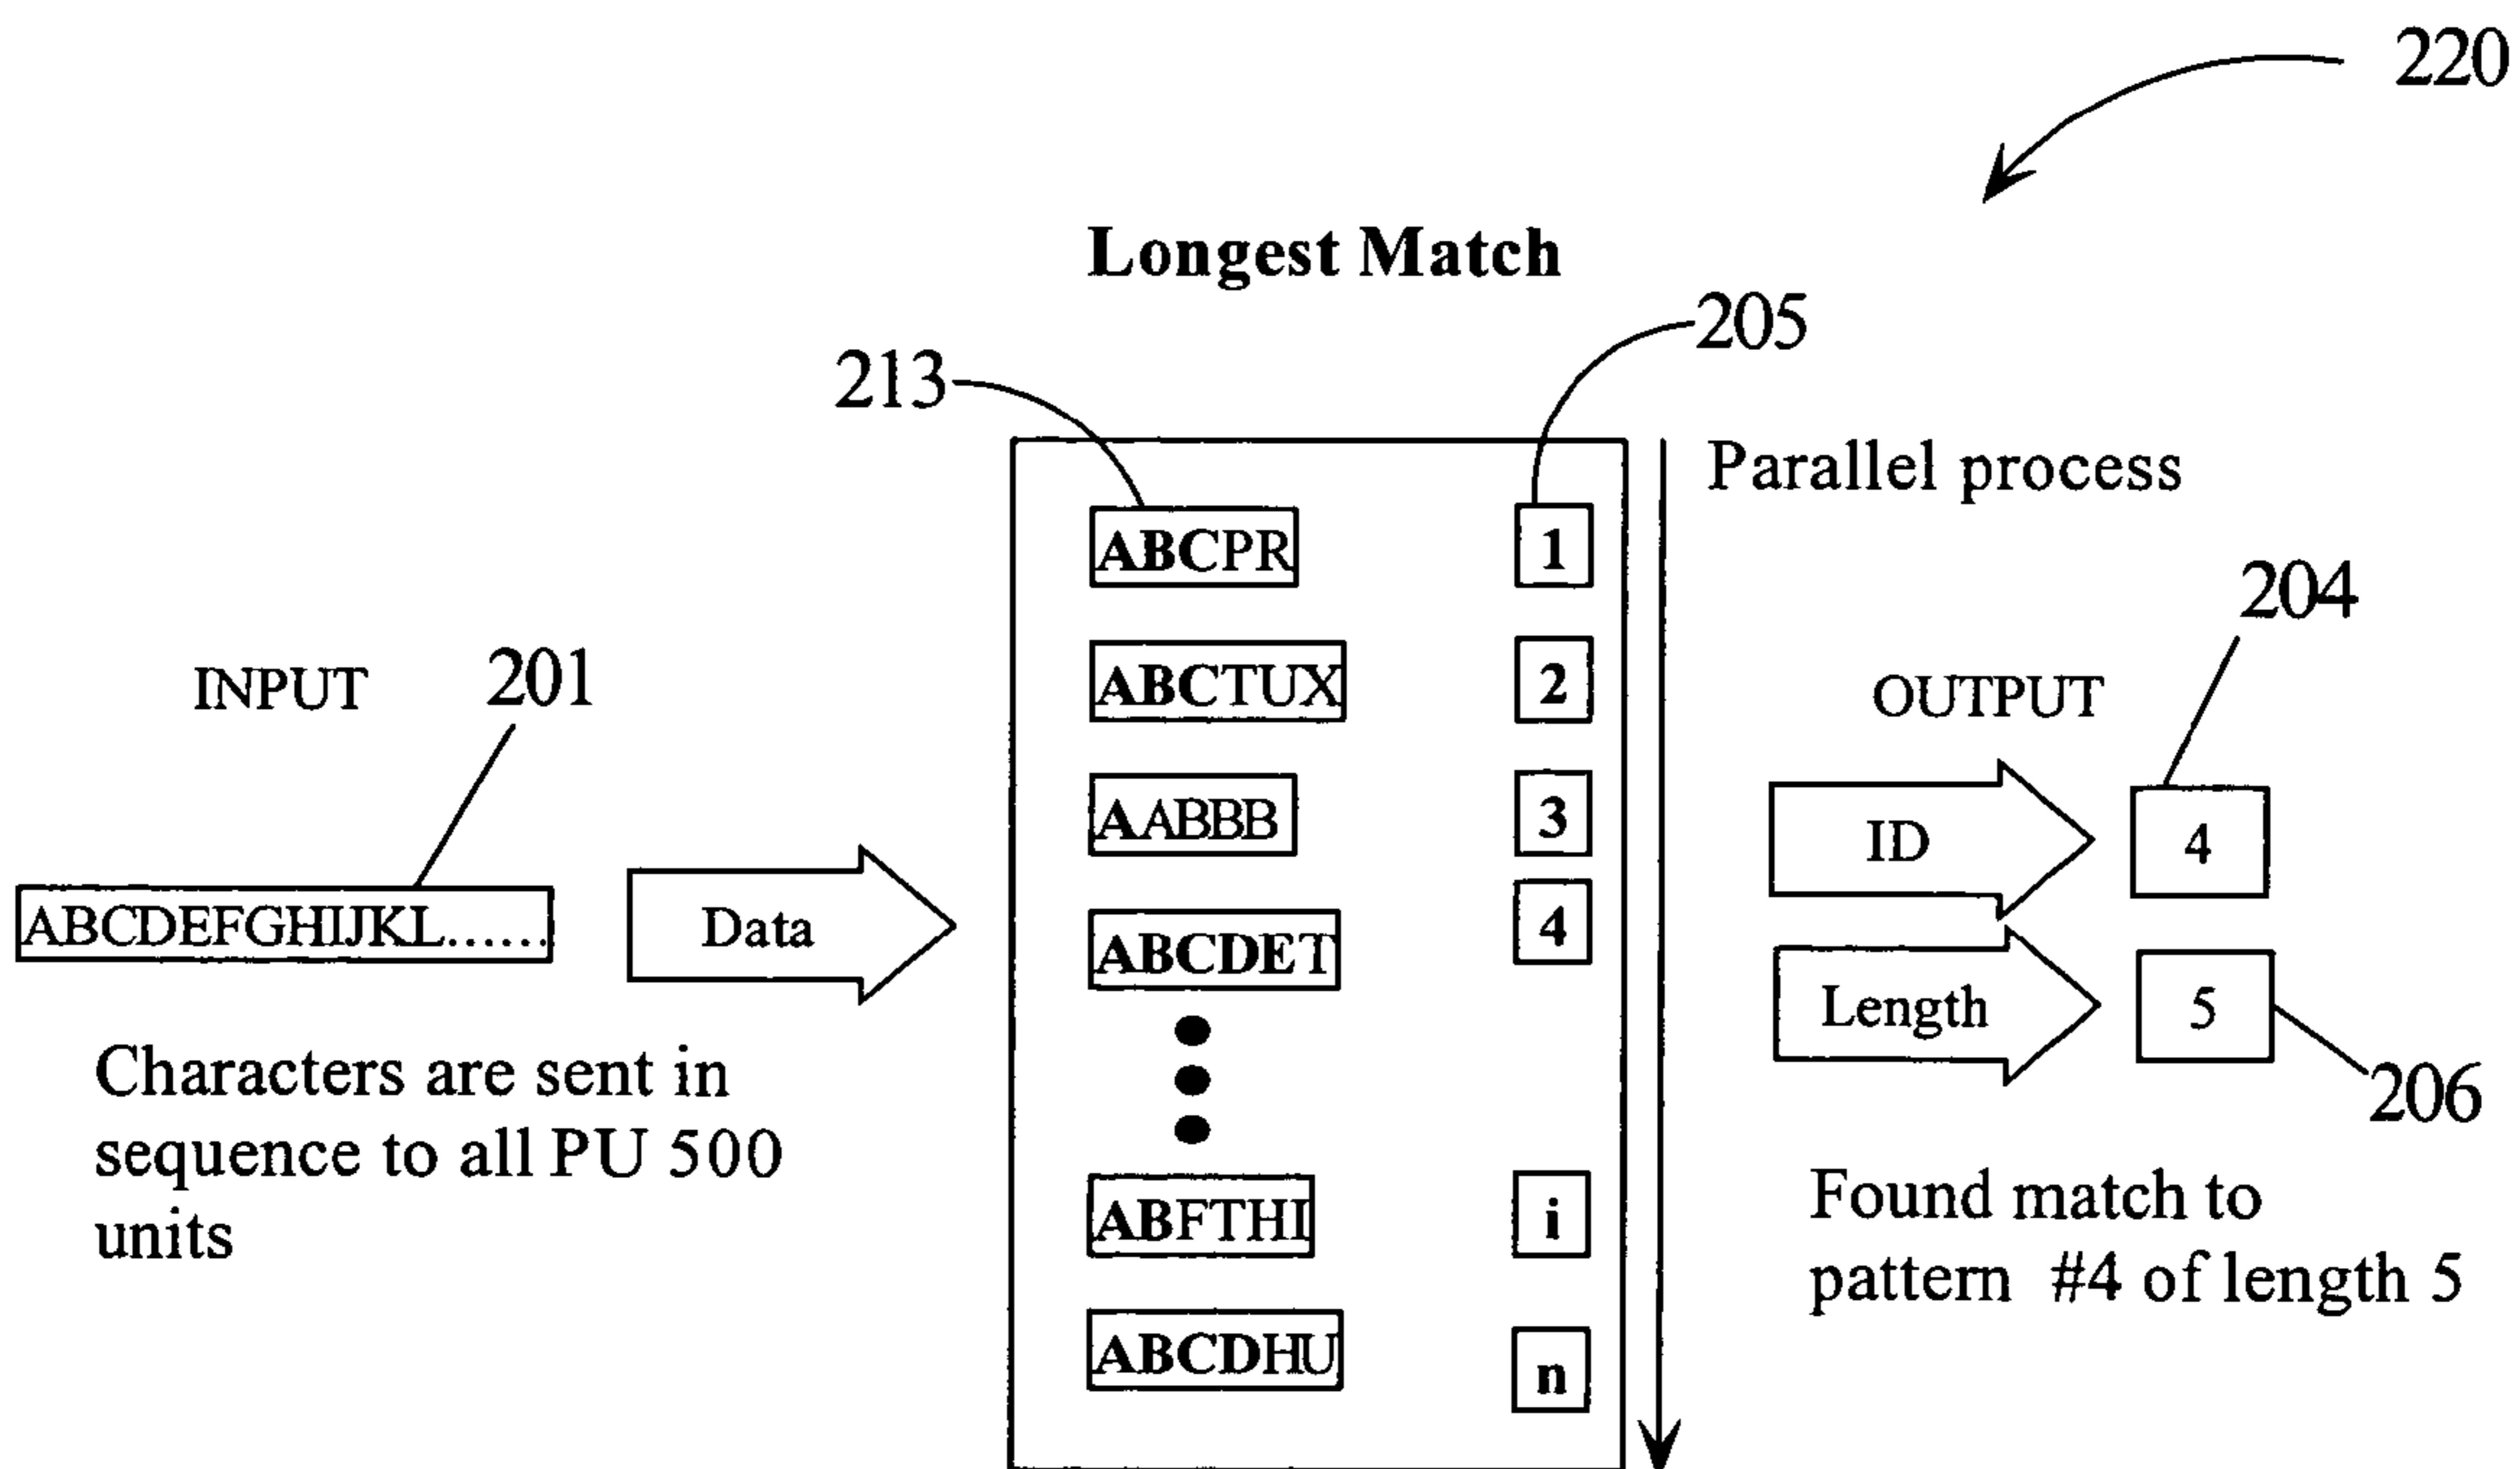 220
Longest Match
205
213
Parallel process
ABCPR
1
204
INPUT
201
ABCTUX
2
OUTPUT
AABBB
3
ID
4
ABCDEFGHIJKL......
Data
ABCDET
4
Length
5
206
Characters are sent in
sequence to all PU 500
units
ABFTHI
i
Found match to
pattern #4 of length 5
ABCDHU
n